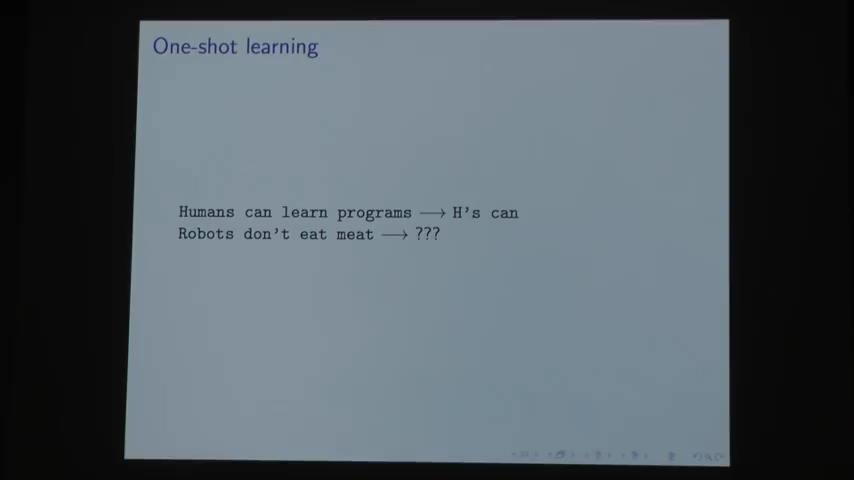 One-shot learning
Humans can learn programs ⟶ H's can
Robots don't eat meat ⟶ ???